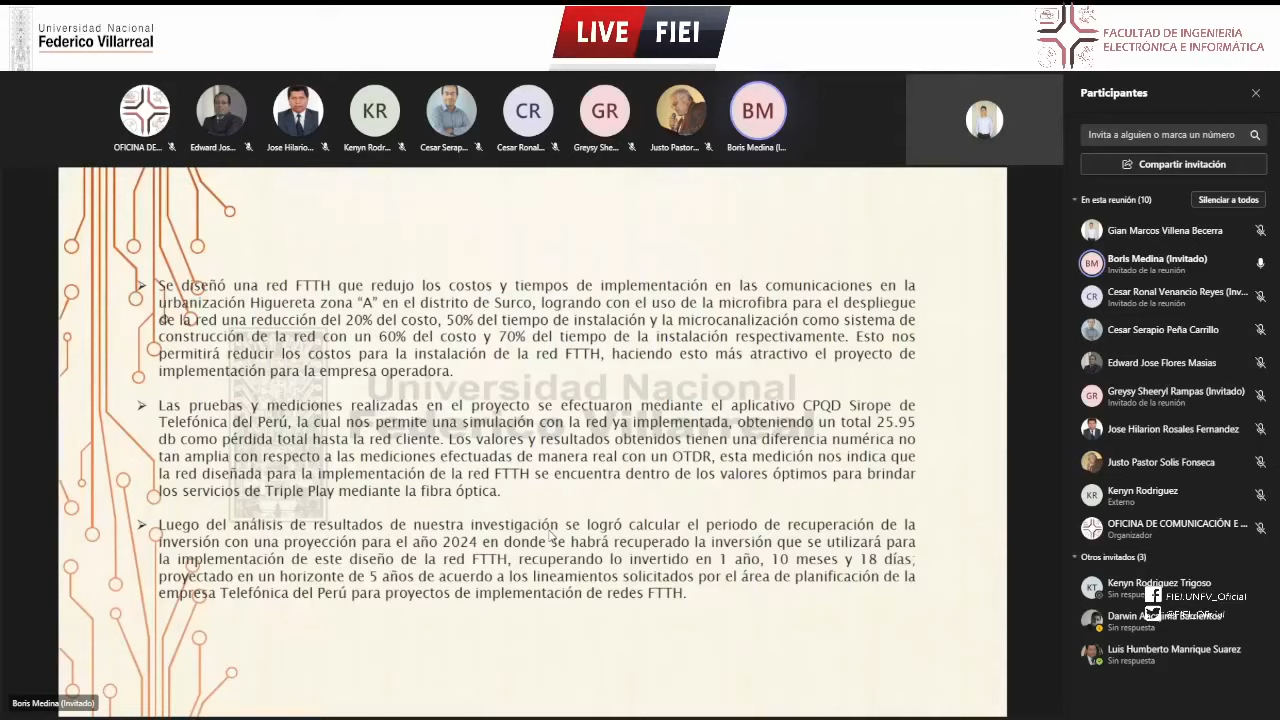 Universidad Nacional
Federico Villarreal
LIVE FIEI
FACULTAD DE INGENIERÍA
ELECTRÓNICA E INFORMÁTICA
KR
CR
GR
BM
OFICINA DE...
Edward Jos...
Jose Hilario...
Kenyn Rodr...
Cesar Serap...
Cesar Ronal...
Greysy She...
Justo Pastor...
Boris Medina (I...
Participantes
Invita a alguien o marca un número
Compartir invitación
En esta reunión (10)
Silenciar a todos
Gian Marcos Villena Becerra
BM
Boris Medina (Invitado)
Invitado de la reunión
CR
Cesar Ronal Venancio Reyes (Inv...
Invitado de la reunión
Cesar Serapio Peña Carrillo
Edward Jose Flores Masias
GR
Greysy Sheeryl Rampas (Invitado)
Invitado de la reunión
Jose Hilarion Rosales Fernandez
Justo Pastor Solis Fonseca
KR
Kenyn Rodriguez
Externo
OFICINA DE COMUNICACIÓN E ...
Organizador
Otros invitados (3)
KT
Kenyn Rodriguez Trigoso
Sin
FIEI.UNFV_Oficial
Darwin
@FIEI_Oficial
Sin respuesta
Luis Humberto Manrique Suarez
Sin respuesta
➢ Se diseñó una red FTTH que redujo los costos y tiempos de implementación en las comunicaciones en la
urbanización Higuereta zona “A” en el distrito de Surco, logrando con el uso de la microfibra para el despliegue
de la red una reducción del 20% del costo, 50% del tiempo de instalación y la microcanalización como sistema de
construcción de la red con un 60% del costo y 70% del tiempo de la instalación respectivamente. Esto nos
permitirá reducir los costos para la instalación de la red FTTH, haciendo esto más atractivo el proyecto de
implementación para la empresa operadora.
➢ Las pruebas y mediciones realizadas en el proyecto se efectuaron mediante el aplicativo CPQD Sirope de
Telefónica del Perú, la cual nos permite una simulación con la red ya implementada, obteniendo un total 25.95
db como pérdida total hasta la red cliente. Los valores y resultados obtenidos tienen una diferencia numérica no
tan amplia con respecto a las mediciones efectuadas de manera real con un OTDR, esta medición nos indica que
la red diseñada para la implementación de la red FTTH se encuentra dentro de los valores óptimos para brindar
los servicios de Triple Play mediante la fibra óptica.
➢ Luego del análisis de resultados de nuestra investigación se logró calcular el periodo de recuperación de la
inversión con una proyección para el año 2024 en donde se habrá recuperado la inversión que se utilizará para
la implementación de este diseño de la red FTTH, recuperando lo invertido en 1 año, 10 meses y 18 días;
proyectado en un horizonte de 5 años de acuerdo a los lineamientos solicitados por el área de planificación de la
empresa Telefónica del Perú para proyectos de implementación de redes FTTH.
Universidad Nacional
Federico Villarreal
Boris Medina (Invitado)